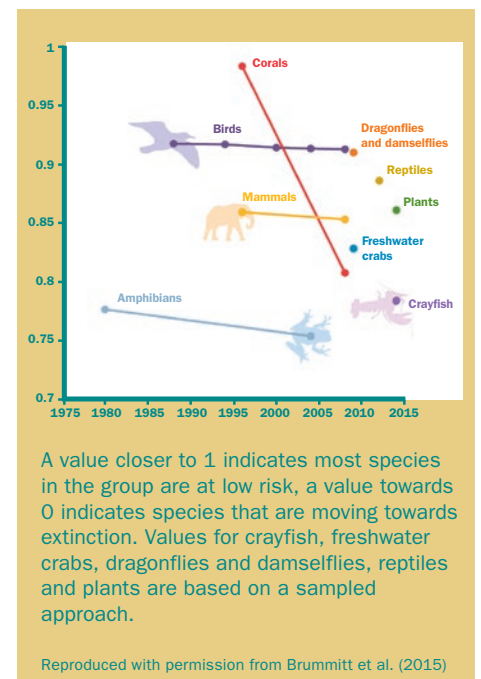 1
0.95
0.9
0.85
0.8
0.75
0.7
1975 1980 1985 1990 1995 2000 2005 2010 2015
Corals
Birds
Dragonflies
and damselflies
Reptiles
Mammals
Plants
Freshwater
crabs
Amphibians
Crayfish
A value closer to 1 indicates most species
in the group are at low risk, a value towards
0 indicates species that are moving towards
extinction. Values for crayfish, freshwater
crabs, dragonflies and damselflies, reptiles
and plants are based on a sampled
approach.
Reproduced with permission from Brummitt et al. (2015)